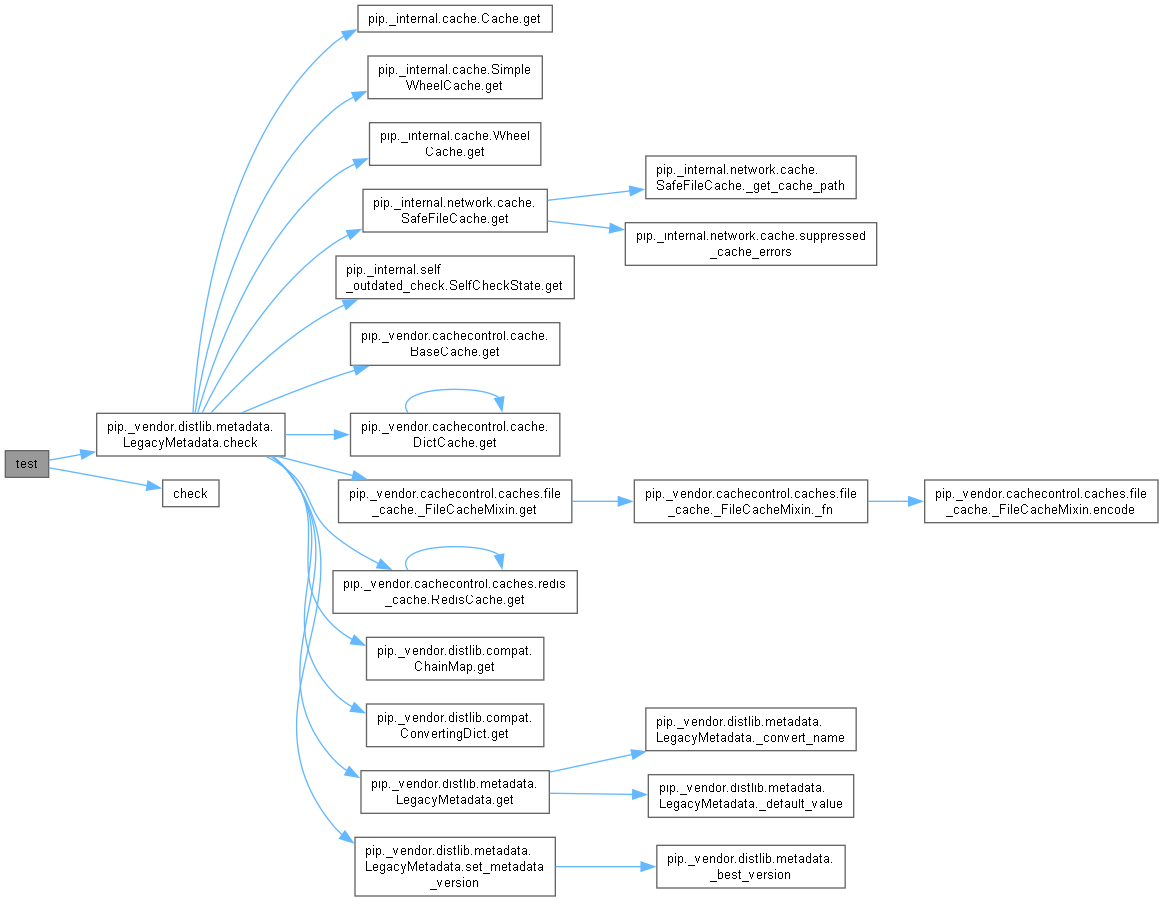 pip._internal.cache.Cache.get
pip._internal.cache.Simple
WheelCache.get
pip._internal.cache.Wheel
Cache.get
pip._internal.network.cache.
SafeFileCache.get
pip._internal.network.cache.
SafeFileCache._get_cache_path
pip._internal.network.cache.suppressed
_cache_errors
pip._internal.self
_outdated_check.SelfCheckState.get
pip._vendor.cachecontrol.cache.
BaseCache.get
pip._vendor.distlib.metadata.
LegacyMetadata.check
pip._vendor.cachecontrol.cache.
DictCache.get
test
check
pip._vendor.cachecontrol.caches.file
_cache._FileCacheMixin.get
pip._vendor.cachecontrol.caches.file
_cache._FileCacheMixin._fn
pip._vendor.cachecontrol.caches.file
_cache._FileCacheMixin.encode
pip._vendor.cachecontrol.caches.redis
_cache.RedisCache.get
pip._vendor.distlib.compat.
ChainMap.get
pip._vendor.distlib.compat.
ConvertingDict.get
pip._vendor.distlib.metadata.
LegacyMetadata.get
pip._vendor.distlib.metadata.
LegacyMetadata._convert_name
pip._vendor.distlib.metadata.
LegacyMetadata._default_value
pip._vendor.distlib.metadata.
LegacyMetadata.set_metadata
_version
pip._vendor.distlib.metadata.
_best_version